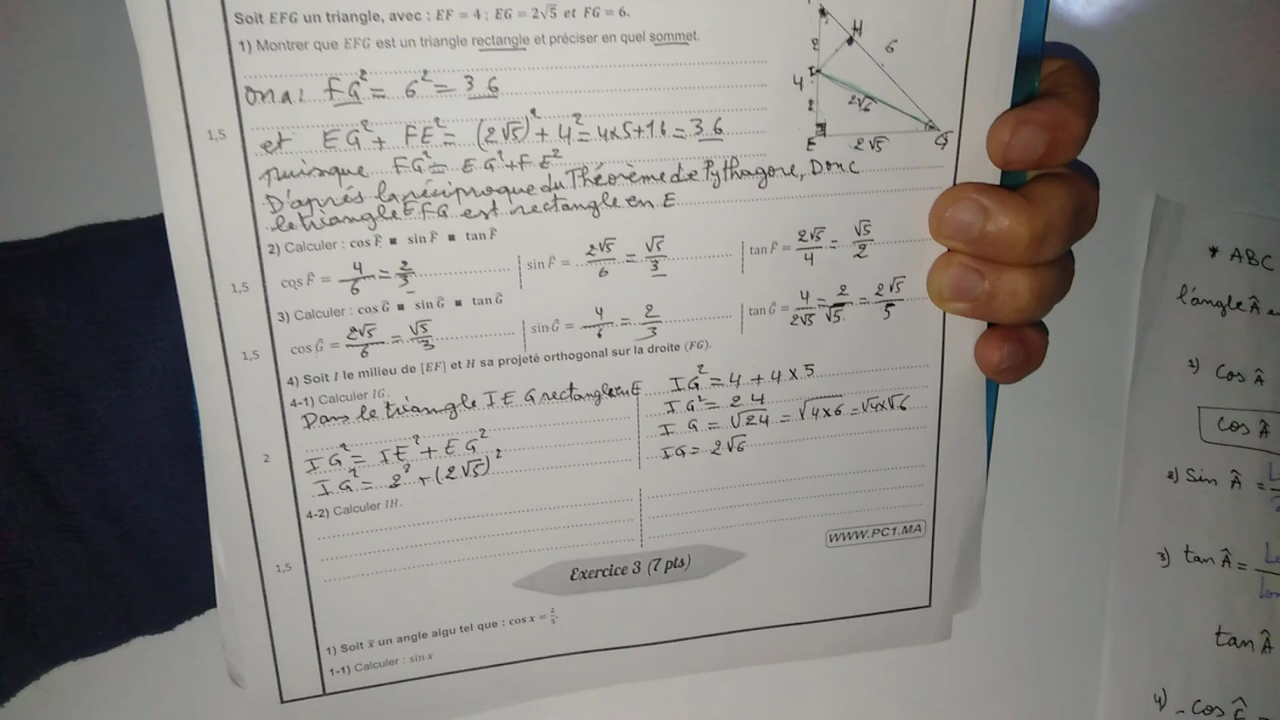 Soit EFG un triangle, avec : EF = 4 ; EG = 2√5 et FG = 6.
1) Montrer que EFG est un triangle rectangle et préciser en quel sommet.
ona: FG² = 6² = 36
1,5
et EG² + FE² = (2√5)² + 4² = 4×5+16 = 36
puisque FG² = EG²+FE²
D'après la réciproque du Théorème de Pythagore, Donc
le triangle EFG est rectangle en E
H
2
6
I
4
2√6
2
E
2√5
G
2) Calculer : cos F̂ ■ sin F̂ ■ tan F̂
1,5
cos F̂ = 4/6 = 2/3
sin F̂ = 2√5/6 = √5/3
tan F̂ = 2√5/4 = √5/2
3) Calculer : cos Ĝ ■ sin Ĝ ■ tan Ĝ
1,5
cos Ĝ = 2√5/6 = √5/3
sin Ĝ = 4/6 = 2/3
tan Ĝ = 4/2√5 = 2/√5 = 2√5/5
4) Soit I le milieu de [EF] et H sa projeté orthogonal sur la droite (FG).
4-1) Calculer IG.
Dans le triangle IEG rectangle en E
2
IG² = IE² + EG²
IG² = 2² + (2√5)²
IG² = 4 + 4×5
IG² = 24
IG = √24 = √4×6 = √4×√6
IG = 2√6
4-2) Calculer IH.
1,5
WWW.PC1.MA
Exercice 3 (7 pts)
1) Soit x̂ un angle aigu tel que : cos x = 2/5.
1-1) Calculer : sin x
* ABC
l'angle Â
1) cos Â
cos Â
2) Sin Â =
3) tan Â =
tan Â
4) - cos Ĉ